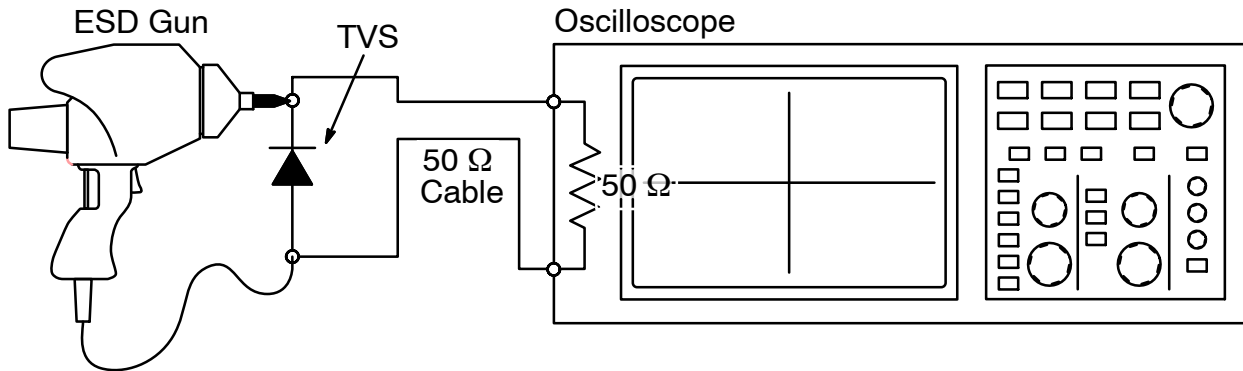 ESD Gun
TVS
Oscilloscope
50 Ω
Cable
50 Ω